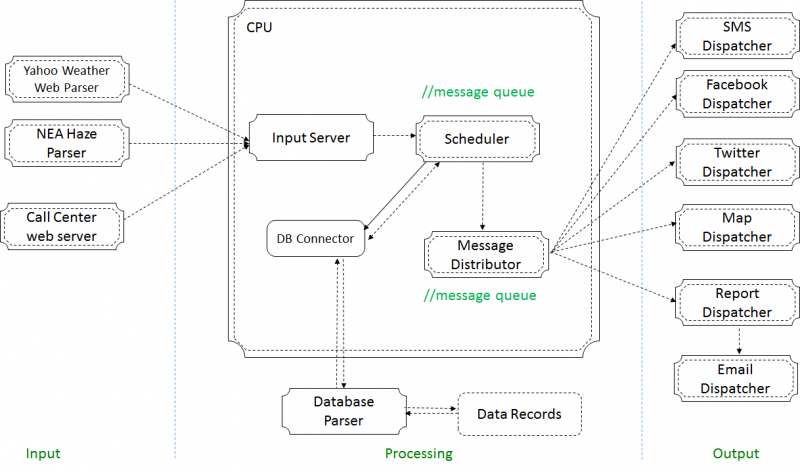 CPU
Yahoo Weather
Web Parser
NEA Haze
Parser
Call Center
web server
//message queue
Input Server
Scheduler
DB Connector
Message
Distributor
//message queue
Database
Parser
Data Records
SMS
Dispatcher
Facebook
Dispatcher
Twitter
Dispatcher
Map
Dispatcher
Report
Dispatcher
Email
Dispatcher
Input
Processing
Output